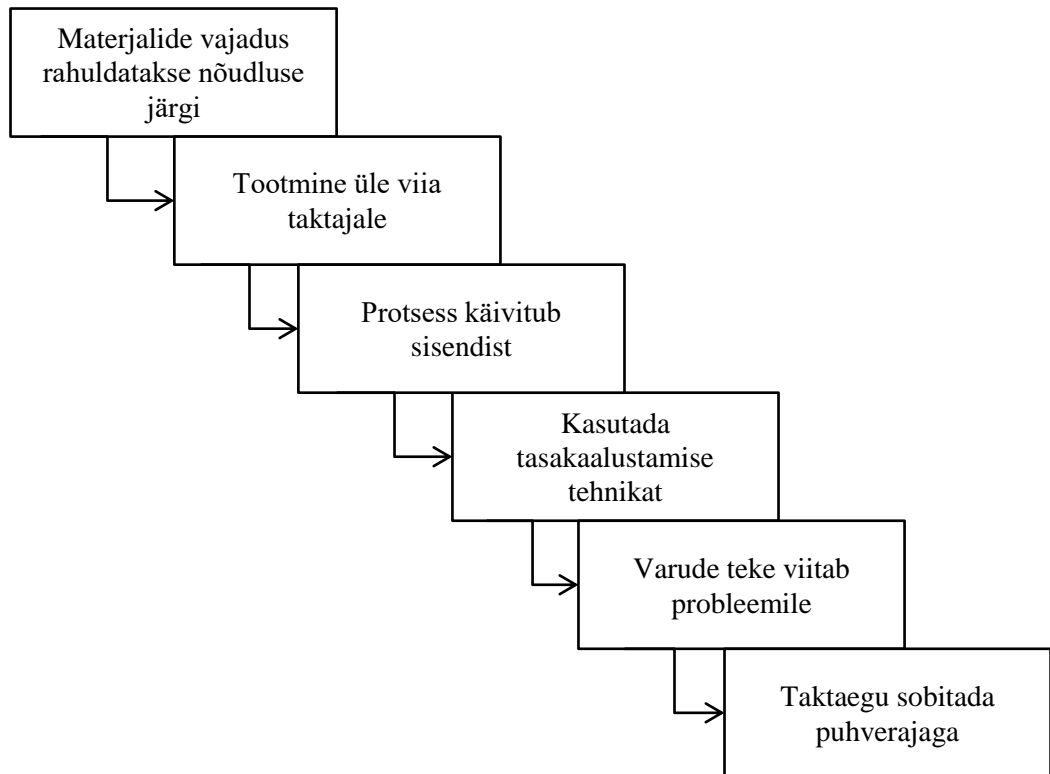 Materjalide vajadus
rahuldatakse nõudluse
järgi
Tootmine üle viia
taktajale
Protsess käivitub
sisendist
Kasutada
tasakaalustamise
tehnikat
Varude teke viitab
probleemile
Taktaegu sobitada
puhverajaga